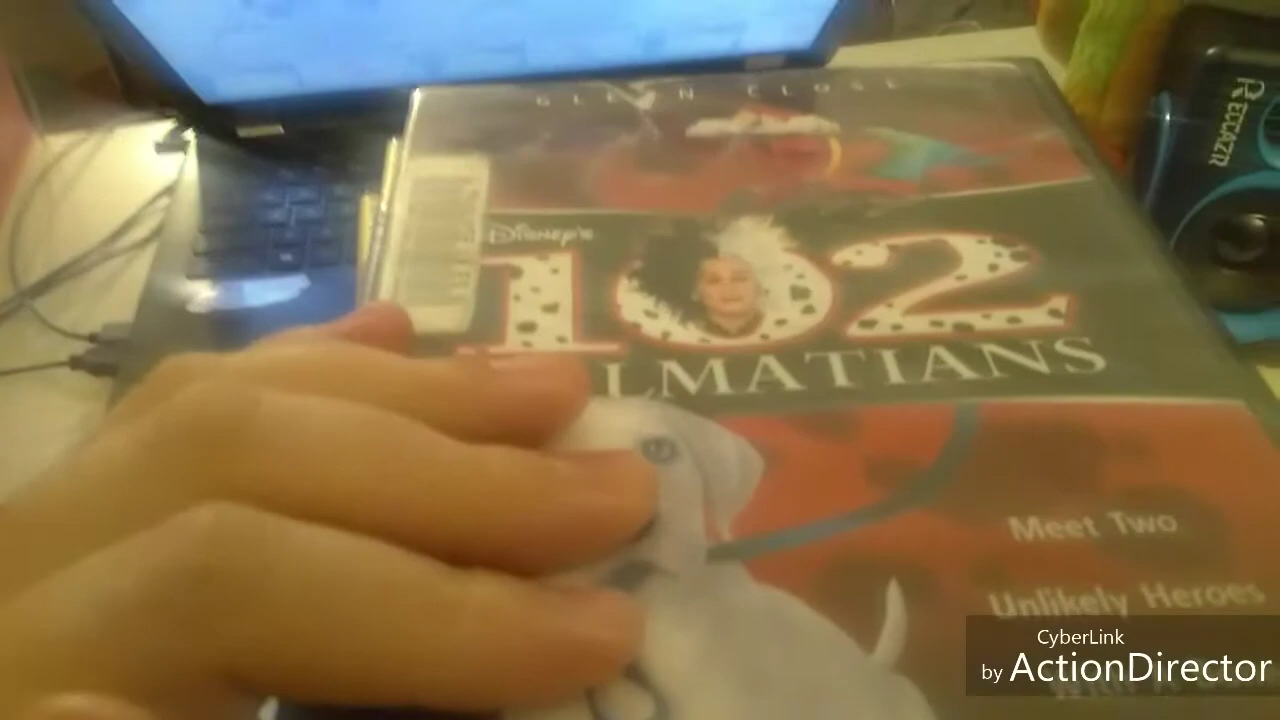 GLENN CLOSE
Disney's
102
LMATIANS
Meet Two
Unlikely Heroes
CyberLink
by ActionDirector